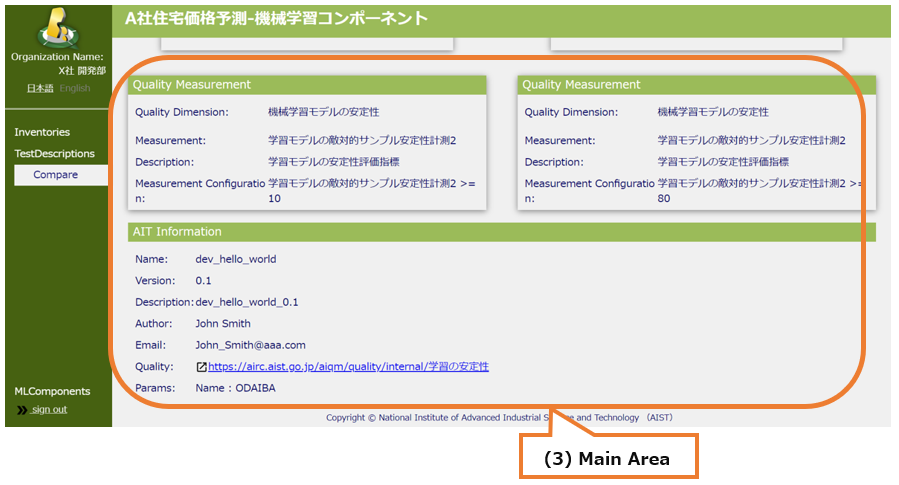 A社住宅価格予測-機械学習コンポーネント
Organization Name:
X社 開発部
日本語 English
Inventories
TestDescriptions
Compare
MLComponents
sign out
Quality Measurement
Quality Dimension: 機械学習モデルの安定性
Measurement: 学習モデルの敵対的サンプル安定性計測2
Description: 学習モデルの安定性評価指標
Measurement Configuratio 学習モデルの敵対的サンプル安定性計測2 >=
n: 10
Quality Measurement
Quality Dimension: 機械学習モデルの安定性
Measurement: 学習モデルの敵対的サンプル安定性計測2
Description: 学習モデルの安定性評価指標
Measurement Configuratio 学習モデルの敵対的サンプル安定性計測2 >=
n: 80
AIT Information
Name: dev_hello_world
Version: 0.1
Description: dev_hello_world_0.1
Author: John Smith
Email: John_Smith@aaa.com
Quality: https://airc.aist.go.jp/aiqm/quality/internal/学習の安定性
Params: Name : ODAIBA
Copyright © National Institute of Advanced Industrial and Technology （AIST）
(3) Main Area